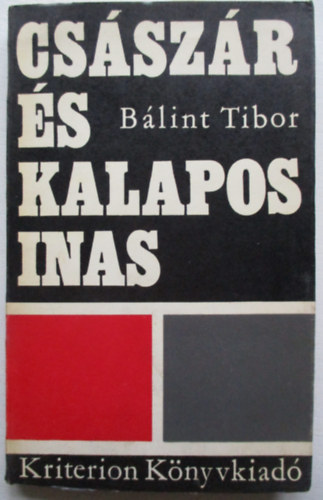 CSÁSZÁR
ÉS
Bálint Tibor
KALAPOS
INAS
Kriterion Könyvkiadó